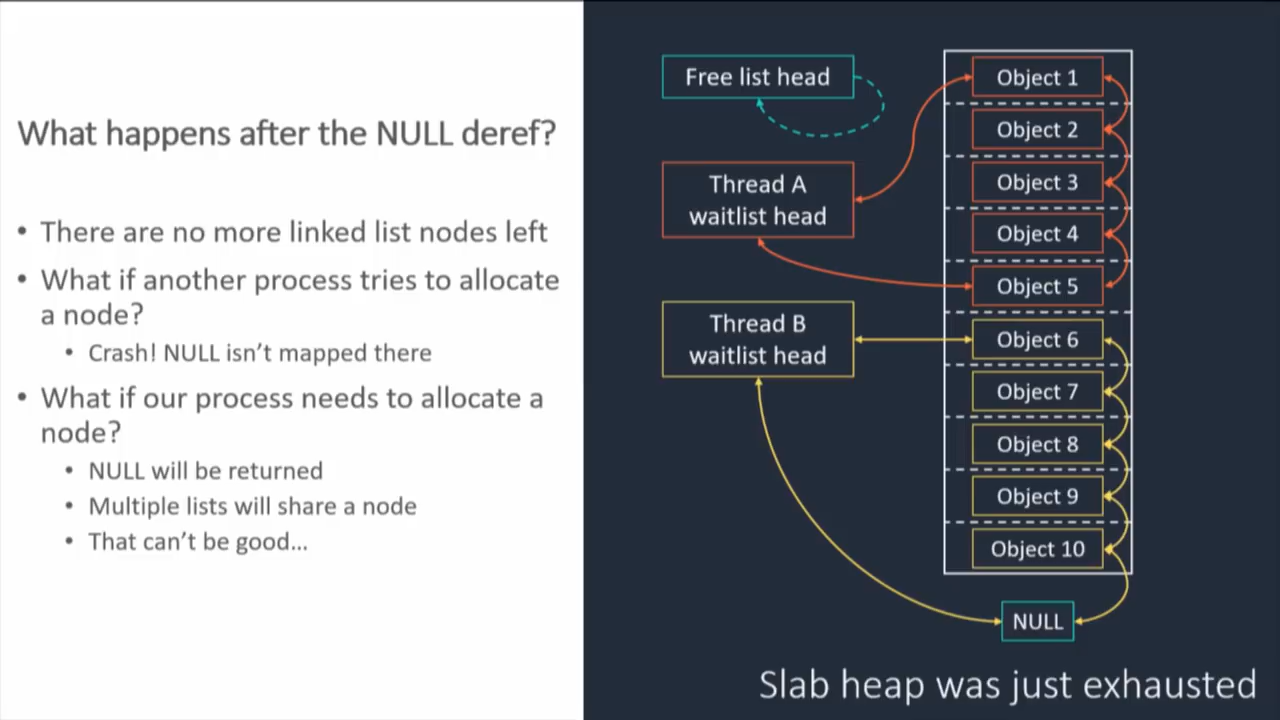 What happens after the NULL deref?
• There are no more linked list nodes left
• What if another process tries to allocate
a node?
• Crash! NULL isn't mapped there
• What if our process needs to allocate a
node?
• NULL will be returned
• Multiple lists will share a node
• That can't be good...
Free list head
Thread A
waitlist head
Thread B
waitlist head
Object 1
Object 2
Object 3
Object 4
Object 5
Object 6
Object 7
Object 8
Object 9
Object 10
NULL
Slab heap was just exhausted